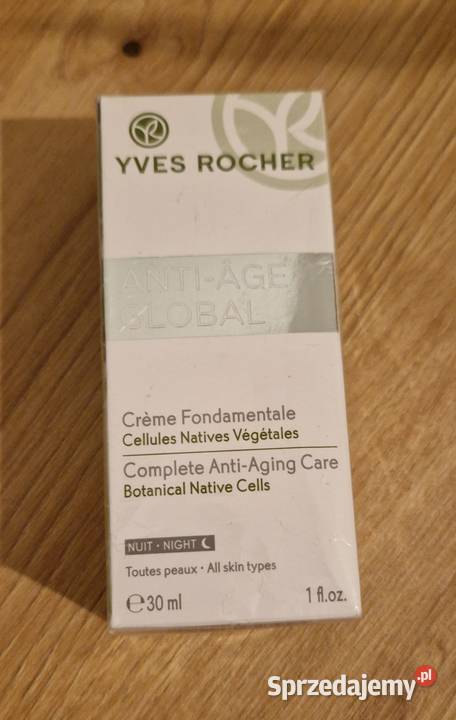 YVES ROCHER
ANTI-ÂGE
GLOBAL
Crème Fondamentale
Cellules Natives Végétales
Complete Anti-Aging Care
Botanical Native Cells
NUIT • NIGHT
Toutes peaux • All skin types
℮ 30 ml 1 fl.oz.
Sprzedajemy.pl